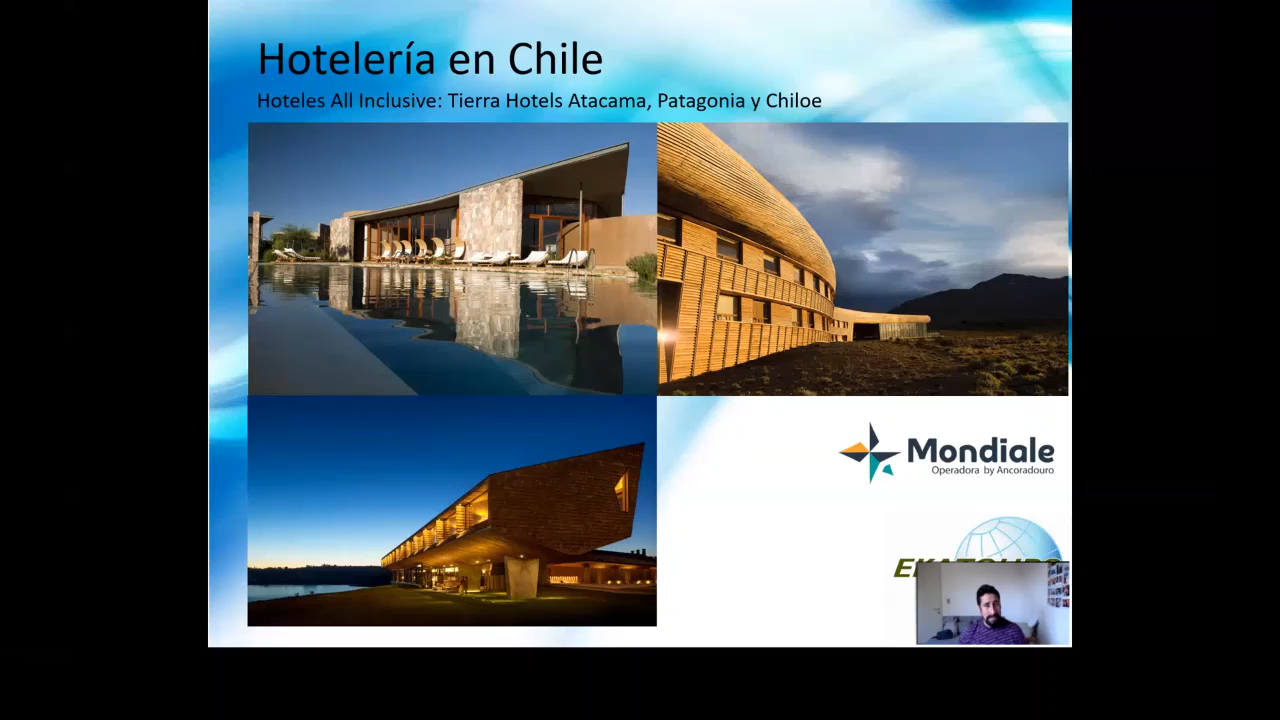 Hotelería en Chile
Hoteles All Inclusive: Tierra Hotels Atacama, Patagonia y Chiloe
Mondiale
Operadora by Ancoradouro